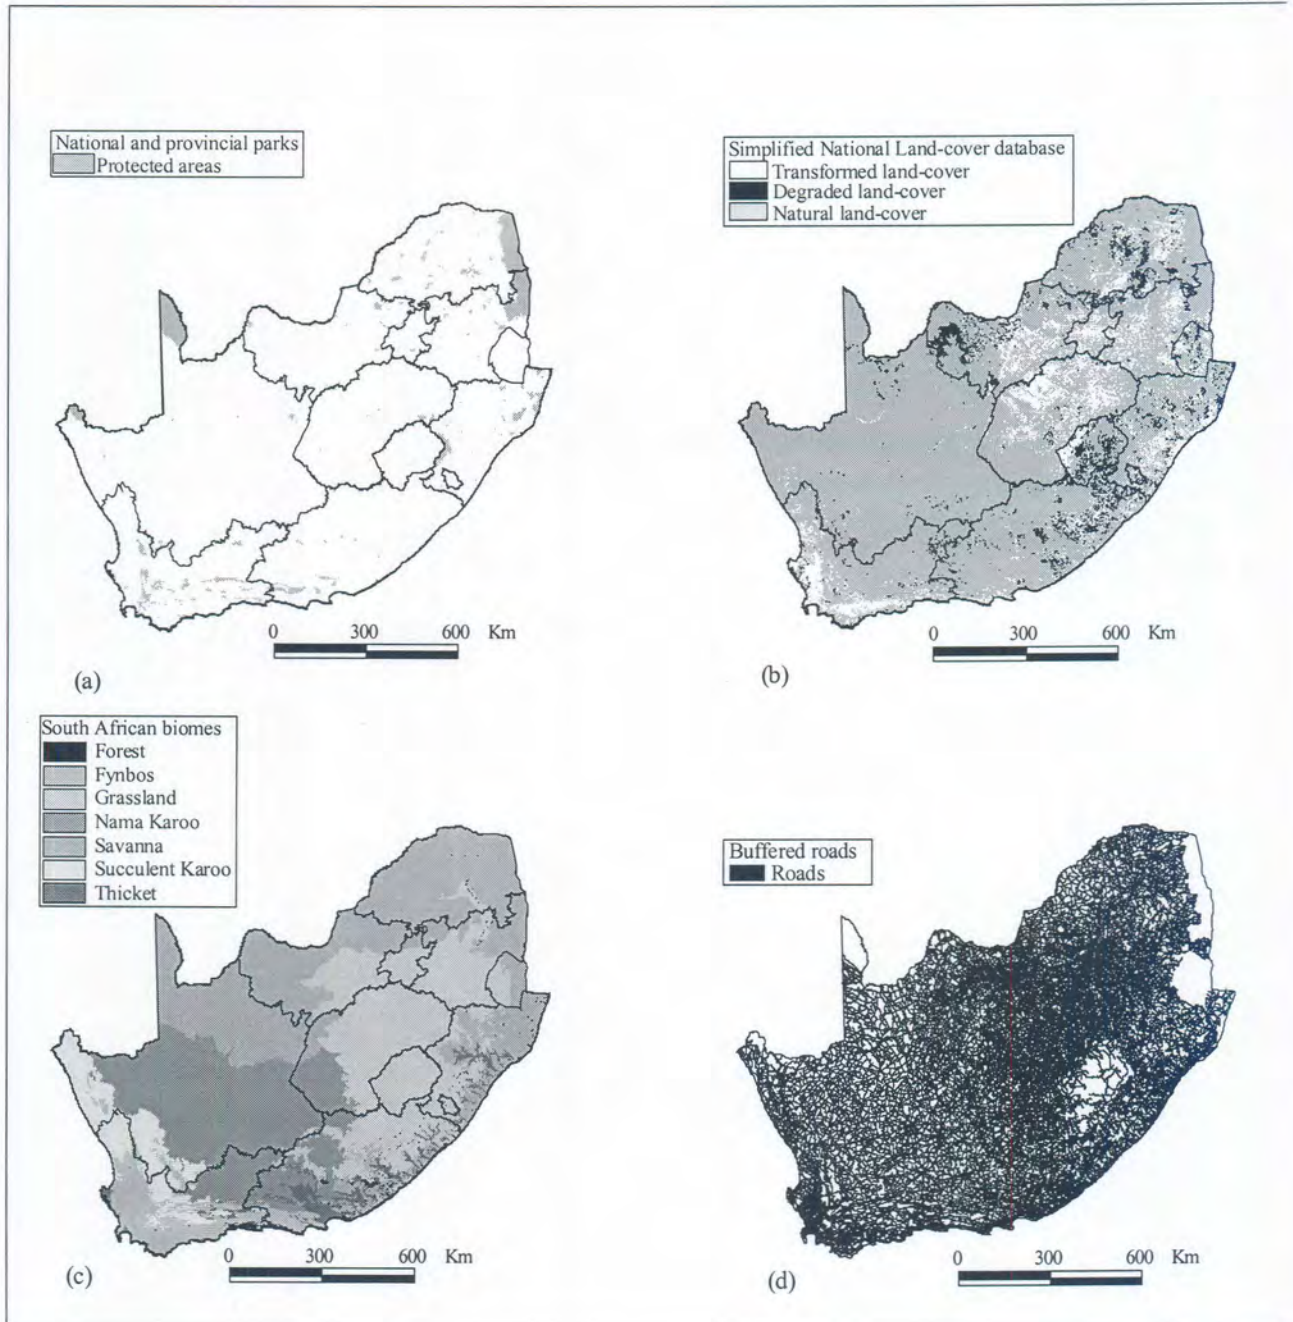 National and provincial parks
Protected areas
0 300 600 Km
(a)
Simplified National Land-cover database
Transformed land-cover
Degraded land-cover
Natural land-cover
0 300 600 Km
(b)
South African biomes
Forest
Fynbos
Grassland
Nama Karoo
Savanna
Succulent Karoo
Thicket
0 300 600 Km
(c)
Buffered roads
Roads
0 300 600 Km
(d)